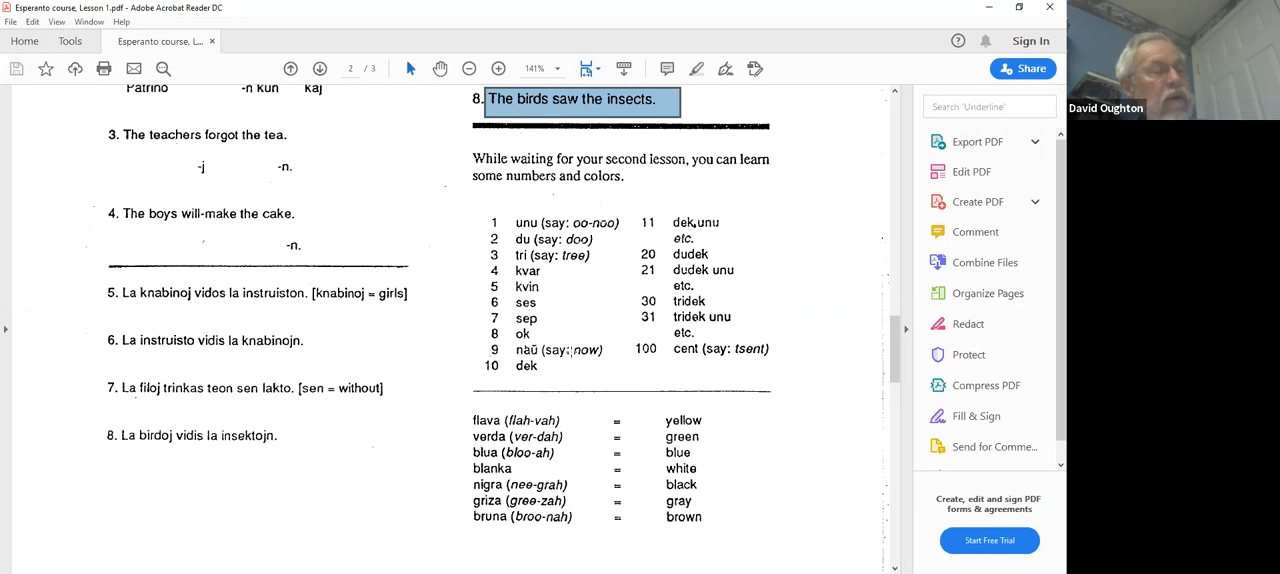 Esperanto course, Lesson 1.pdf - Adobe Acrobat Reader DC
File Edit View Window Help
Home Tools Esperanto course, L... × Sign In
2 / 3 141% Share
Patrino -n kun kaj
3. The teachers forgot the tea.
-j -n.
4. The boys will-make the cake.
-n.
5. La knabinoj vidos la instruiston. [knabinoj = girls]
6. La instruisto vidis la knabinojn.
7. La filoj trinkas teon sen lakto. [sen = without]
8. La birdoj vidis la insektojn.
8. The birds saw the insects.
While waiting for your second lesson, you can learn
some numbers and colors.
1 unu (say: oo-noo) 11 dek unu
2 du (say: doo) etc.
3 tri (say: tree) 20 dudek
4 kvar 21 dudek unu
5 kvin etc.
6 ses 30 tridek
7 sep 31 tridek unu
8 ok etc.
9 naŭ (say: now) 100 cent (say: tsent)
10 dek
flava (flah-vah) = yellow
verda (ver-dah) = green
blua (bloo-ah) = blue
blanka = white
nigra (nee-grah) = black
griza (gree-zah) = gray
bruna (broo-nah) = brown
Search 'Underline'
Export PDF
Edit PDF
Create PDF
Comment
Combine Files
Organize Pages
Redact
Protect
Compress PDF
Fill & Sign
Send for Comme...
Create, edit and sign PDF
forms & agreements
Start Free Trial
David Oughton